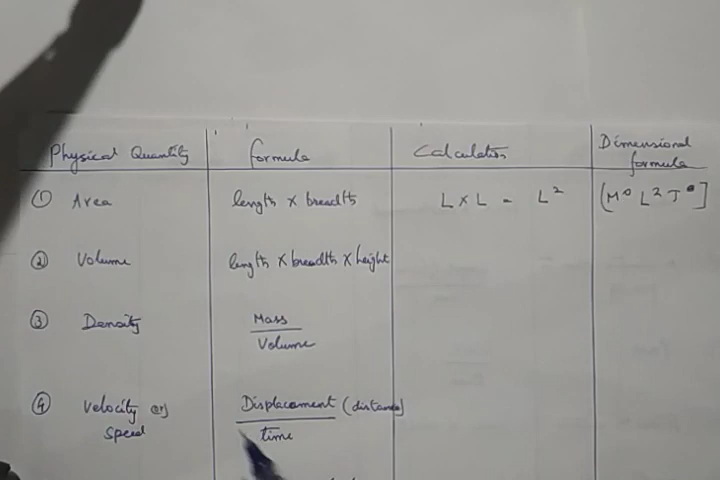 Physical Quantity formula Calculation Dimensional formula
① Area length × breadth L × L = L² [M⁰ L² T⁰]
② Volume length × breadth × height
③ Density Mass
Volume
④ Velocity (or) Displacement (distance)
speed time